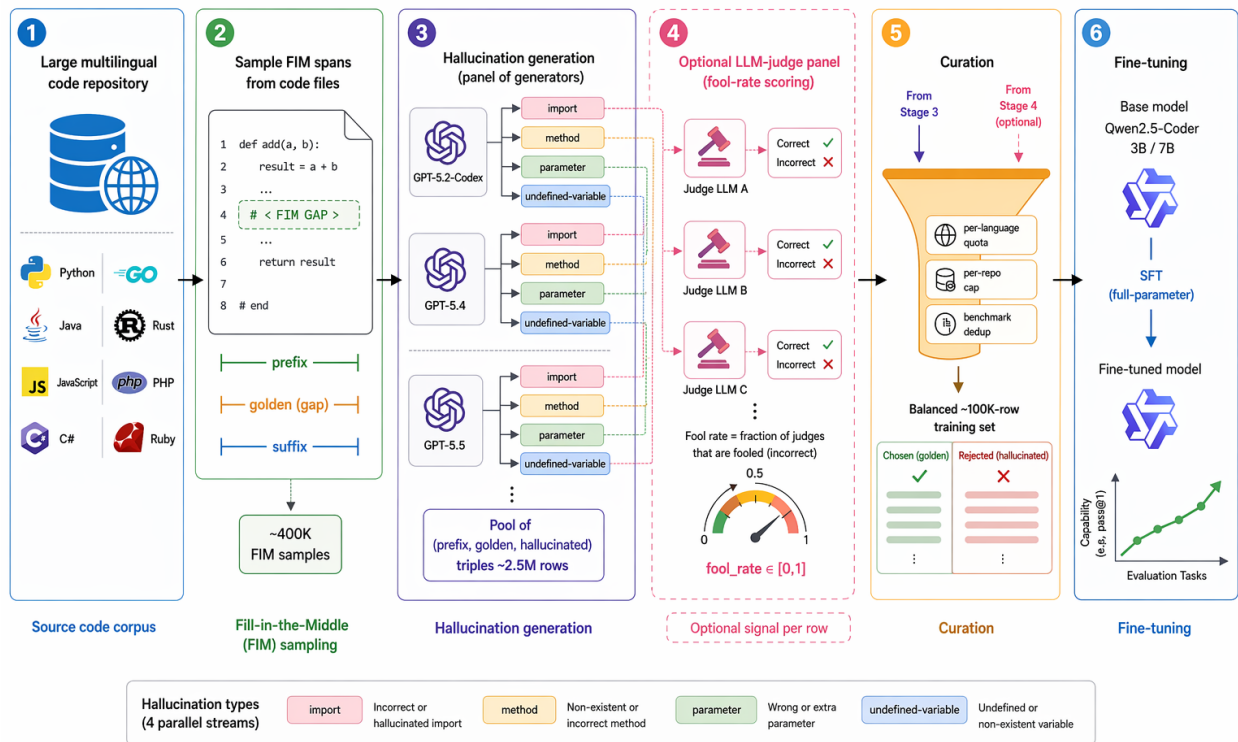 1
Large multilingual
code repository
Python
GO
Java
Rust
JS
JavaScript
php
PHP
C#
C#
Ruby
Source code corpus
2
Sample FIM spans
from code files
1 def add(a, b):
2 result = a + b
3 ...
4 # < FIM GAP >
5 ...
6 return result
7
8 # end
prefix
golden (gap)
suffix
~400K
FIM samples
Fill-in-the-Middle
(FIM) sampling
3
Hallucination generation
(panel of generators)
GPT-5.2-Codex
import
method
parameter
undefined-variable
GPT-5.4
import
method
parameter
undefined-variable
GPT-5.5
import
method
parameter
undefined-variable
Pool of
(prefix, golden, hallucinated)
triples ~2.5M rows
Hallucination generation
4
Optional LLM-judge panel
(fool-rate scoring)
Judge LLM A
Correct ✓
Incorrect ✕
Judge LLM B
Correct ✓
Incorrect ✕
Judge LLM C
Correct ✓
Incorrect ✕
Fool rate = fraction of judges
that are fooled (incorrect)
0.5
0
1
fool_rate ∈ [0,1]
Optional signal per row
5
Curation
From
Stage 3
From
Stage 4
(optional)
per-language
quota
per-repo
cap
benchmark
dedup
Balanced ~100K-row
training set
Chosen (golden)
Rejected (hallucinated)
Curation
6
Fine-tuning
Base model
Qwen2.5-Coder
3B / 7B
SFT
(full-parameter)
Fine-tuned model
Capability
(e.g, pass@1)
Evaluation Tasks
Fine-tuning
Hallucination types
(4 parallel streams)
import
Incorrect or
hallucinated import
method
Non-existent or
incorrect method
parameter
Wrong or extra
parameter
undefined-variable
Undefined or
non-existent variable